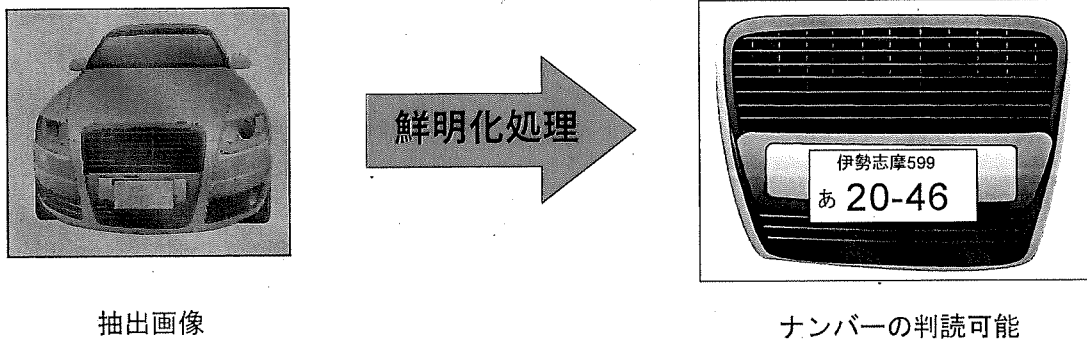 鮮明化処理
伊勢志摩599
あ 20-46
抽出画像
ナンバーの判読可能